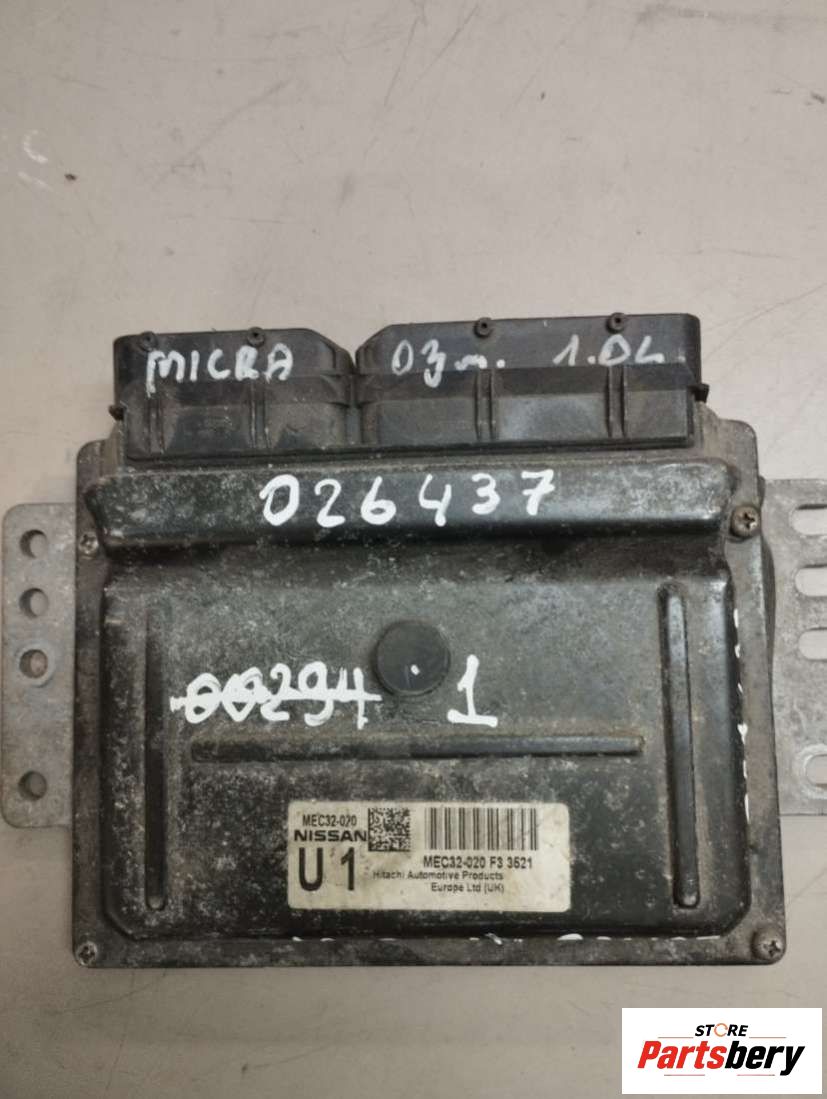 MICRA 03m. 1.0L
026437
00294 · 1
MEC32-020
NISSAN
U 1
MEC32-020 F3 3521
Hitachi Automotive Products
Europe Ltd (UK)
STORE
Partsbery